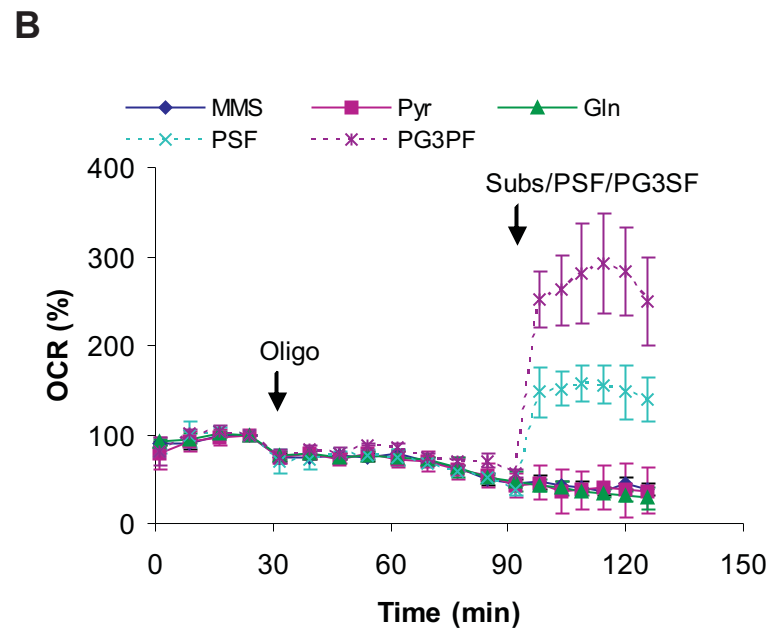 B
MMS Pyr Gln
PSF PG3PF
400
Subs/PSF/PG3SF
300
OCR (%)
200
Oligo
100
0
0 30 60 90 120 150
Time (min)